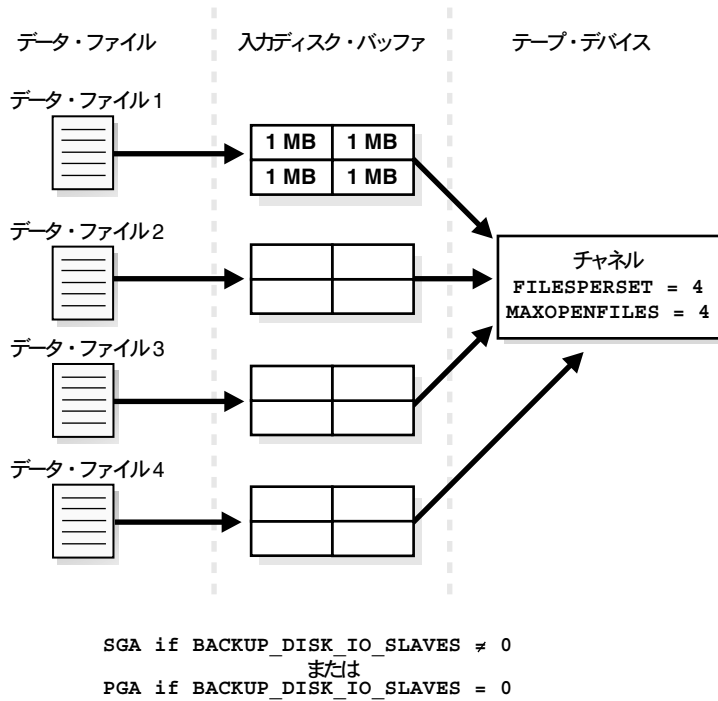 データ・ファイル
入力ディスク・バッファ
テープ・デバイス
データ・ファイル1
1 MB 1 MB
1 MB 1 MB
データ・ファイル2
チャネル
FILESPERSET = 4
MAXOPENFILES = 4
データ・ファイル3
データ・ファイル4
SGA if BACKUP_DISK_IO_SLAVES ≠ 0
または
PGA if BACKUP_DISK_IO_SLAVES = 0